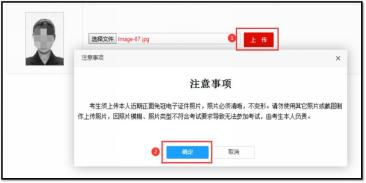 选择文件 Image-07.jpg
1 上 传
注意事项 ×
注意事项
考生须上传本人近期正面免冠电子证件照片，照片必须清晰，不变形。请勿使用其它照片或截图制
作上传照片，因照片模糊、照片类型不符合考试要求导致无法参加考试，由考生本人负责。
2 确定 取消